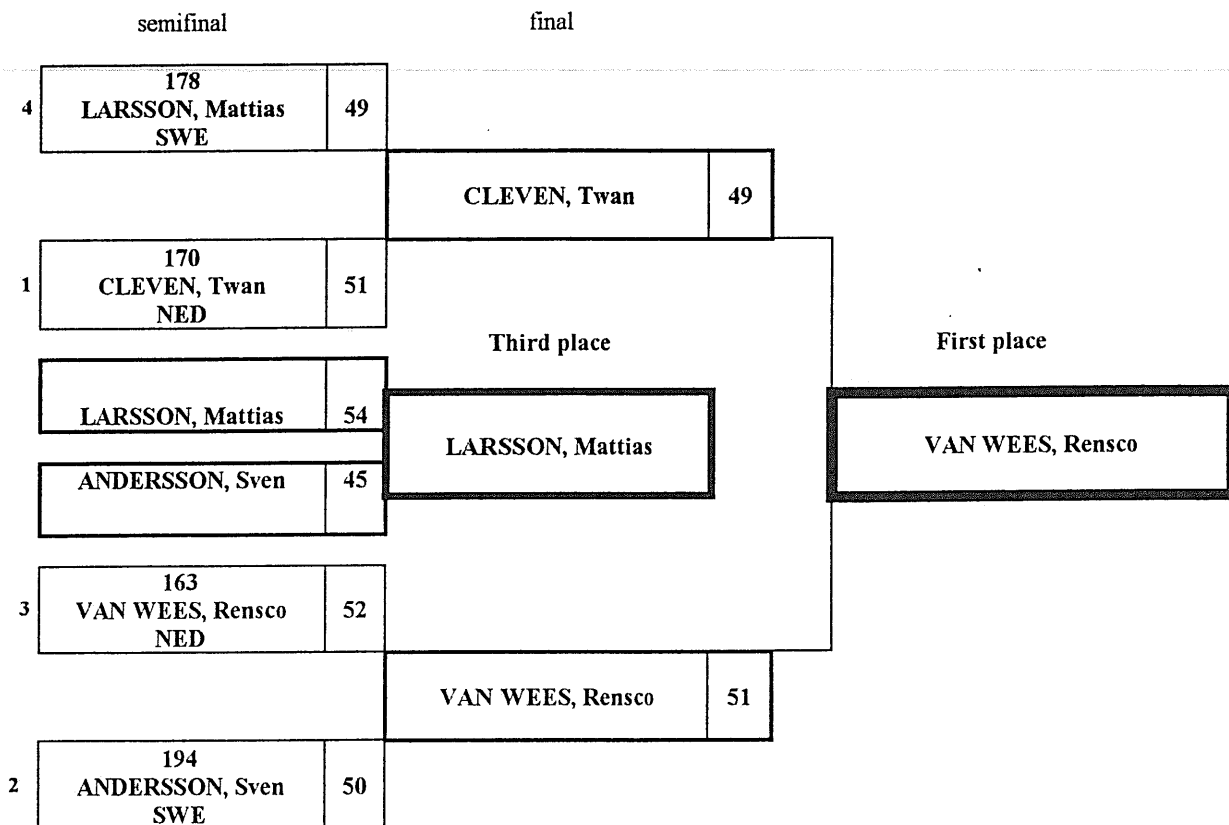 semifinal
final
178
4
LARSSON, Mattias
49
SWE
CLEVEN, Twan
49
170
1
CLEVEN, Twan
51
NED
Third place
First place
LARSSON, Mattias
54
LARSSON, Mattias
VAN WEES, Rensco
ANDERSSON, Sven
45
163
3
VAN WEES, Rensco
52
NED
VAN WEES, Rensco
51
194
2
ANDERSSON, Sven
50
SWE